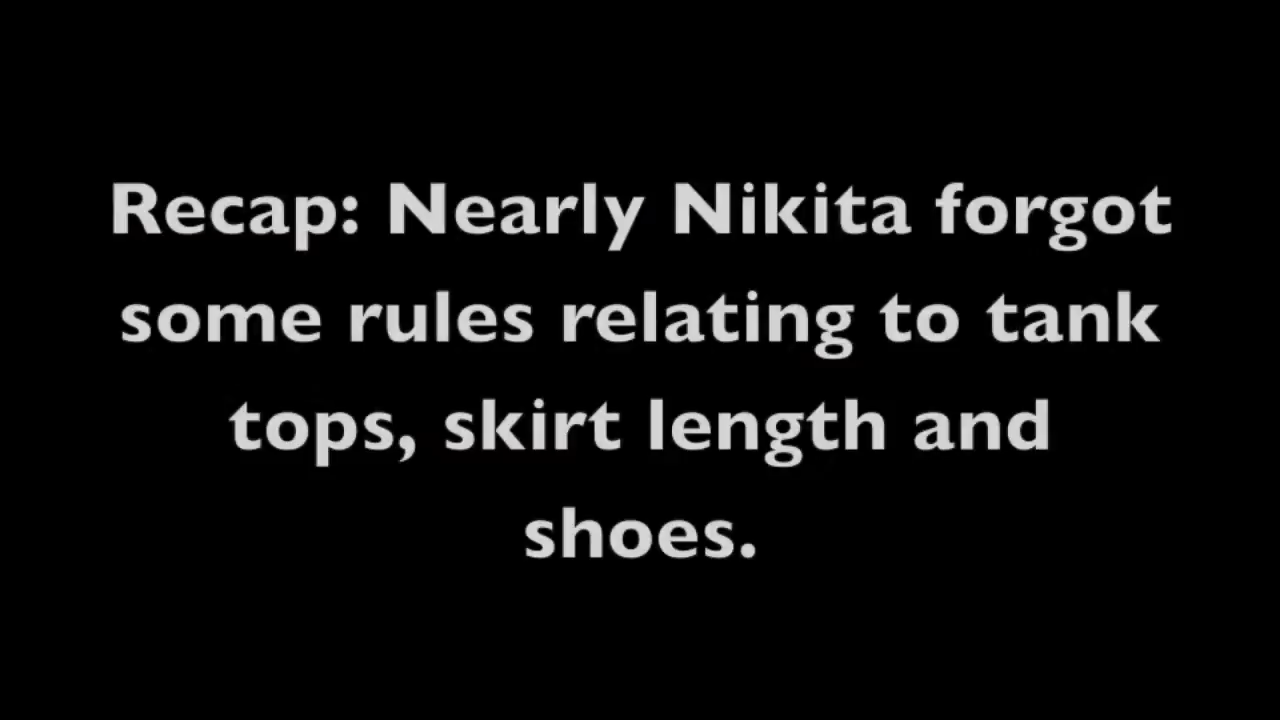 Recap: Nearly Nikita forgot
some rules relating to tank
tops, skirt length and
shoes.